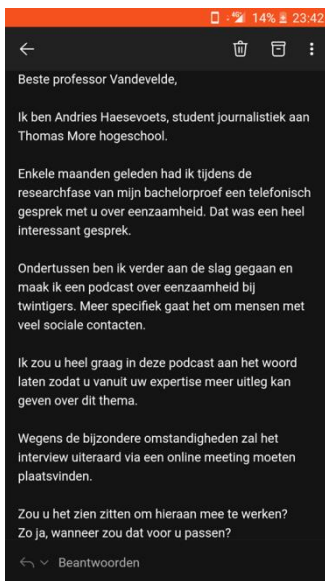 14% 23:42
Beste professor Vandevelde,
Ik ben Andries Haesevoets, student journalistiek aan
Thomas More hogeschool.
Enkele maanden geleden had ik tijdens de
researchfase van mijn bachelorproef een telefonisch
gesprek met u over eenzaamheid. Dat was een heel
interessant gesprek.
Ondertussen ben ik verder aan de slag gegaan en
maak ik een podcast over eenzaamheid bij
twintigers. Meer specifiek gaat het om mensen met
veel sociale contacten.
Ik zou u heel graag in deze podcast aan het woord
laten zodat u vanuit uw expertise meer uitleg kan
geven over dit thema.
Wegens de bijzondere omstandigheden zal het
interview uiteraard via een online meeting moeten
plaatsvinden.
Zou u het zien zitten om hieraan mee te werken?
Zo ja, wanneer zou dat voor u passen?
Beantwoorden